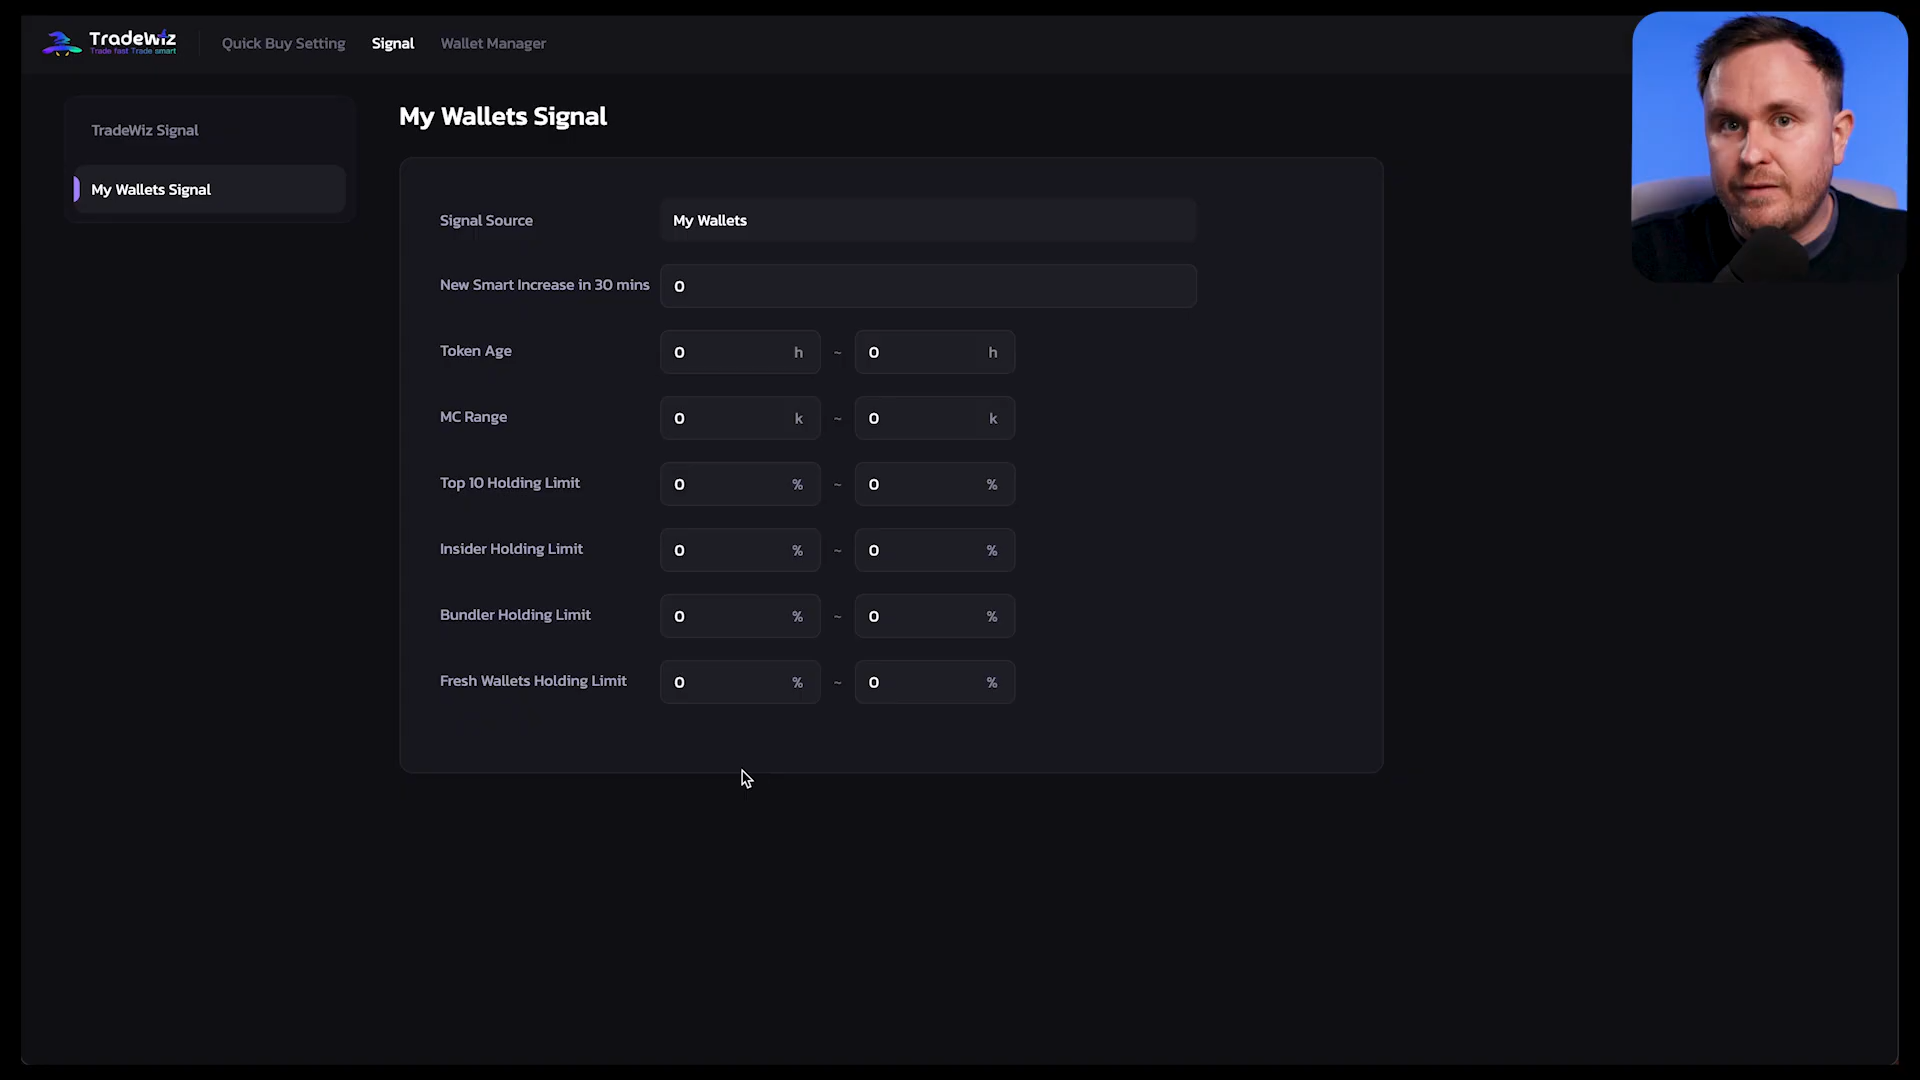 TradeWiz
Trade fast Trade smart
Quick Buy Setting
Signal
Wallet Manager
TradeWiz Signal
My Wallets Signal
My Wallets Signal
Signal Source
My Wallets
New Smart Increase in 30 mins
0
Token Age
0 h ~ 0 h
MC Range
0 k ~ 0 k
Top 10 Holding Limit
0 % ~ 0 %
Insider Holding Limit
0 % ~ 0 %
Bundler Holding Limit
0 % ~ 0 %
Fresh Wallets Holding Limit
0 % ~ 0 %